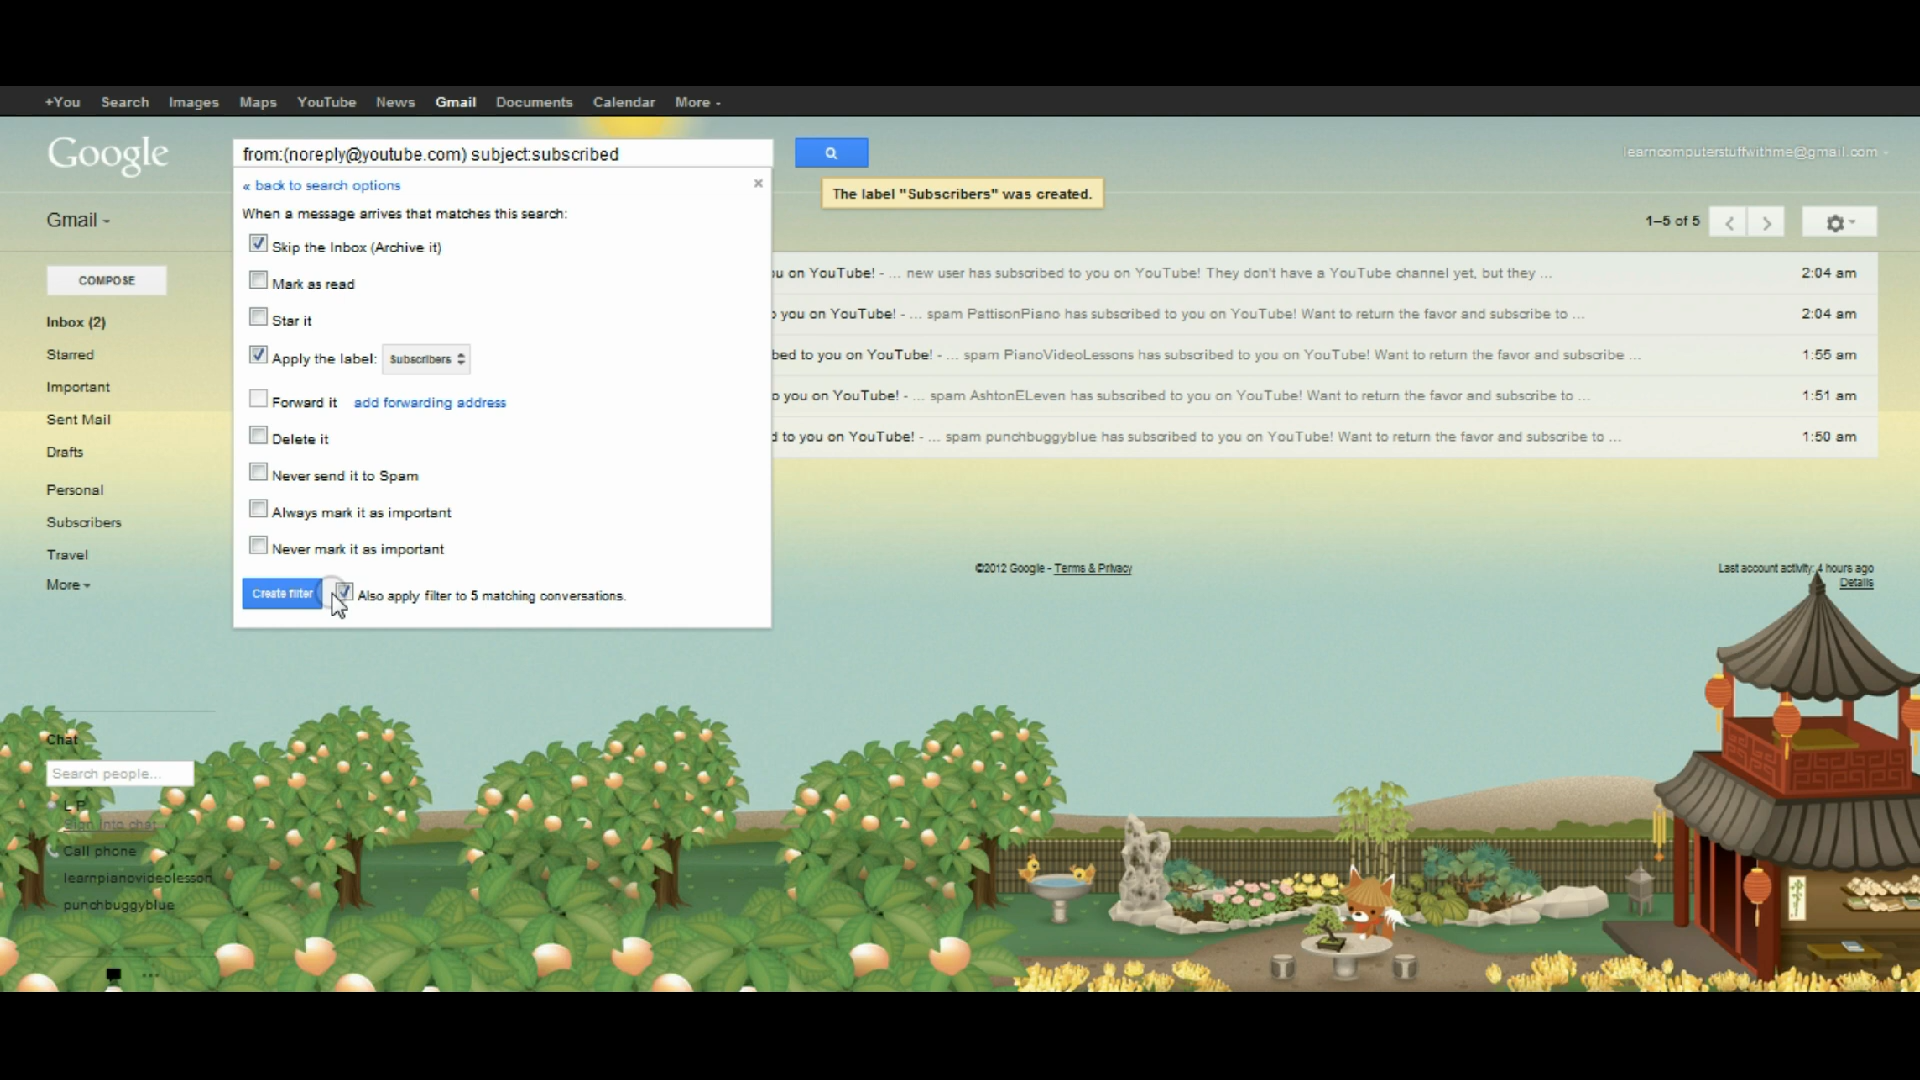 +You Search Images Maps YouTube News Gmail Documents Calendar More
Google
from:(noreply@youtube.com) subject:subscribed
learncomputerstuffwithme@gmail.com
« back to search options
The label "Subscribers" was created.
When a message arrives that matches this search:
Gmail
1–5 of 5
Skip the Inbox (Archive it)
COMPOSE
Mark as read
u on YouTube! - ... new user has subscribed to you on YouTube! They don't have a YouTube channel yet, but they ... 2:04 am
Inbox (2)
Star it
you on YouTube! - ... spam PattisonPiano has subscribed to you on YouTube! Want to return the favor and subscribe to ... 2:04 am
Starred
Apply the label: Subscribers
bed to you on YouTube! - ... spam PianoVideoLessons has subscribed to you on YouTube! Want to return the favor and subscribe ... 1:55 am
Important
Forward it add forwarding address
o you on YouTube! - ... spam AshtonELeven has subscribed to you on YouTube! Want to return the favor and subscribe to ... 1:51 am
Sent Mail
Delete it
d to you on YouTube! - ... spam punchbuggyblue has subscribed to you on YouTube! Want to return the favor and subscribe to ... 1:50 am
Drafts
Never send it to Spam
Personal
Always mark it as important
Subscribers
Never mark it as important
Travel
More
Create filter Also apply filter to 5 matching conversations.
©2012 Google - Terms & Privacy
Last account activity: 4 hours ago
Details
Chat
Search people...
L P
Sign into chat
Call phone
learnpianovideolesson
punchbuggyblue